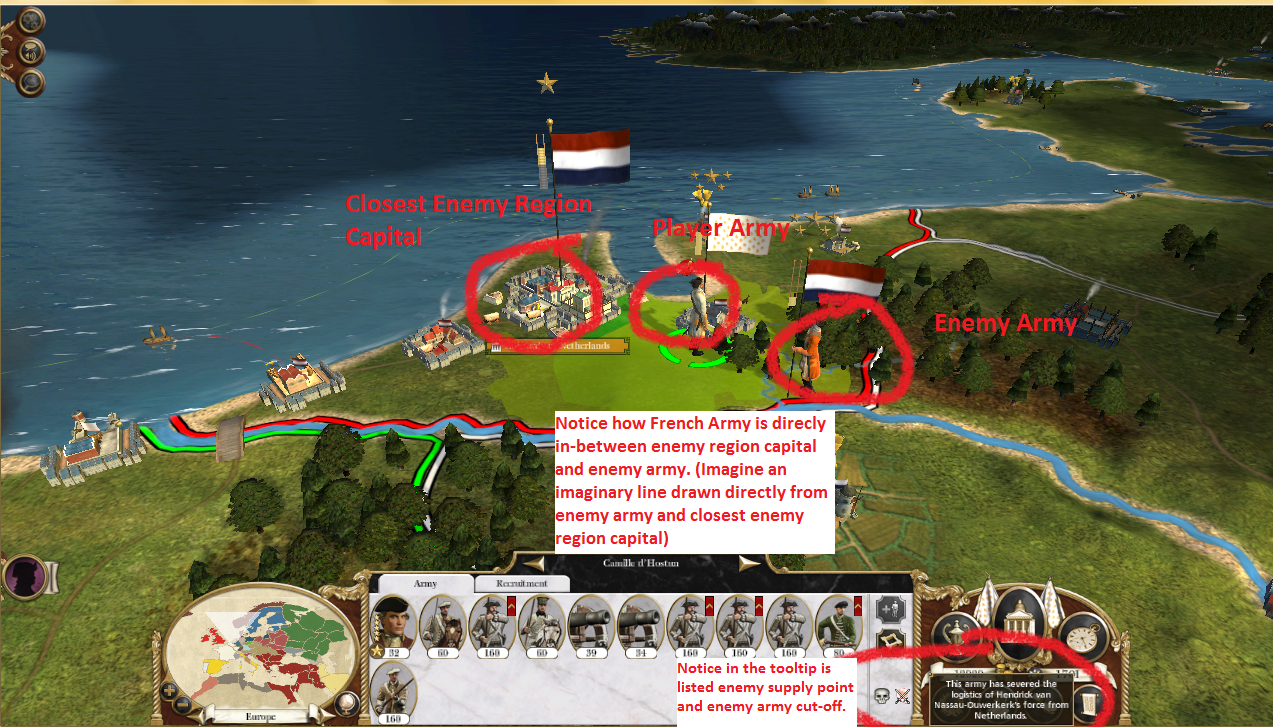 Closest Enemy Region
Capital
Player Army
Enemy Army
Netherlands
Notice how French Army is direcly
in-between enemy region capital
and enemy army. (Imagine an
imaginary line drawn directly from
enemy army and closest enemy
region capital)
Camille d'Hostun
Army
Recruitment
32
60
160
60
39
34
160
160
160
80
160
Notice in the tooltip is
listed enemy supply point
and enemy army cut-off.
This army has severed the
logistics of Hendrick van
Nassau-Ouwerkerk's force from
Netherlands.
Europe